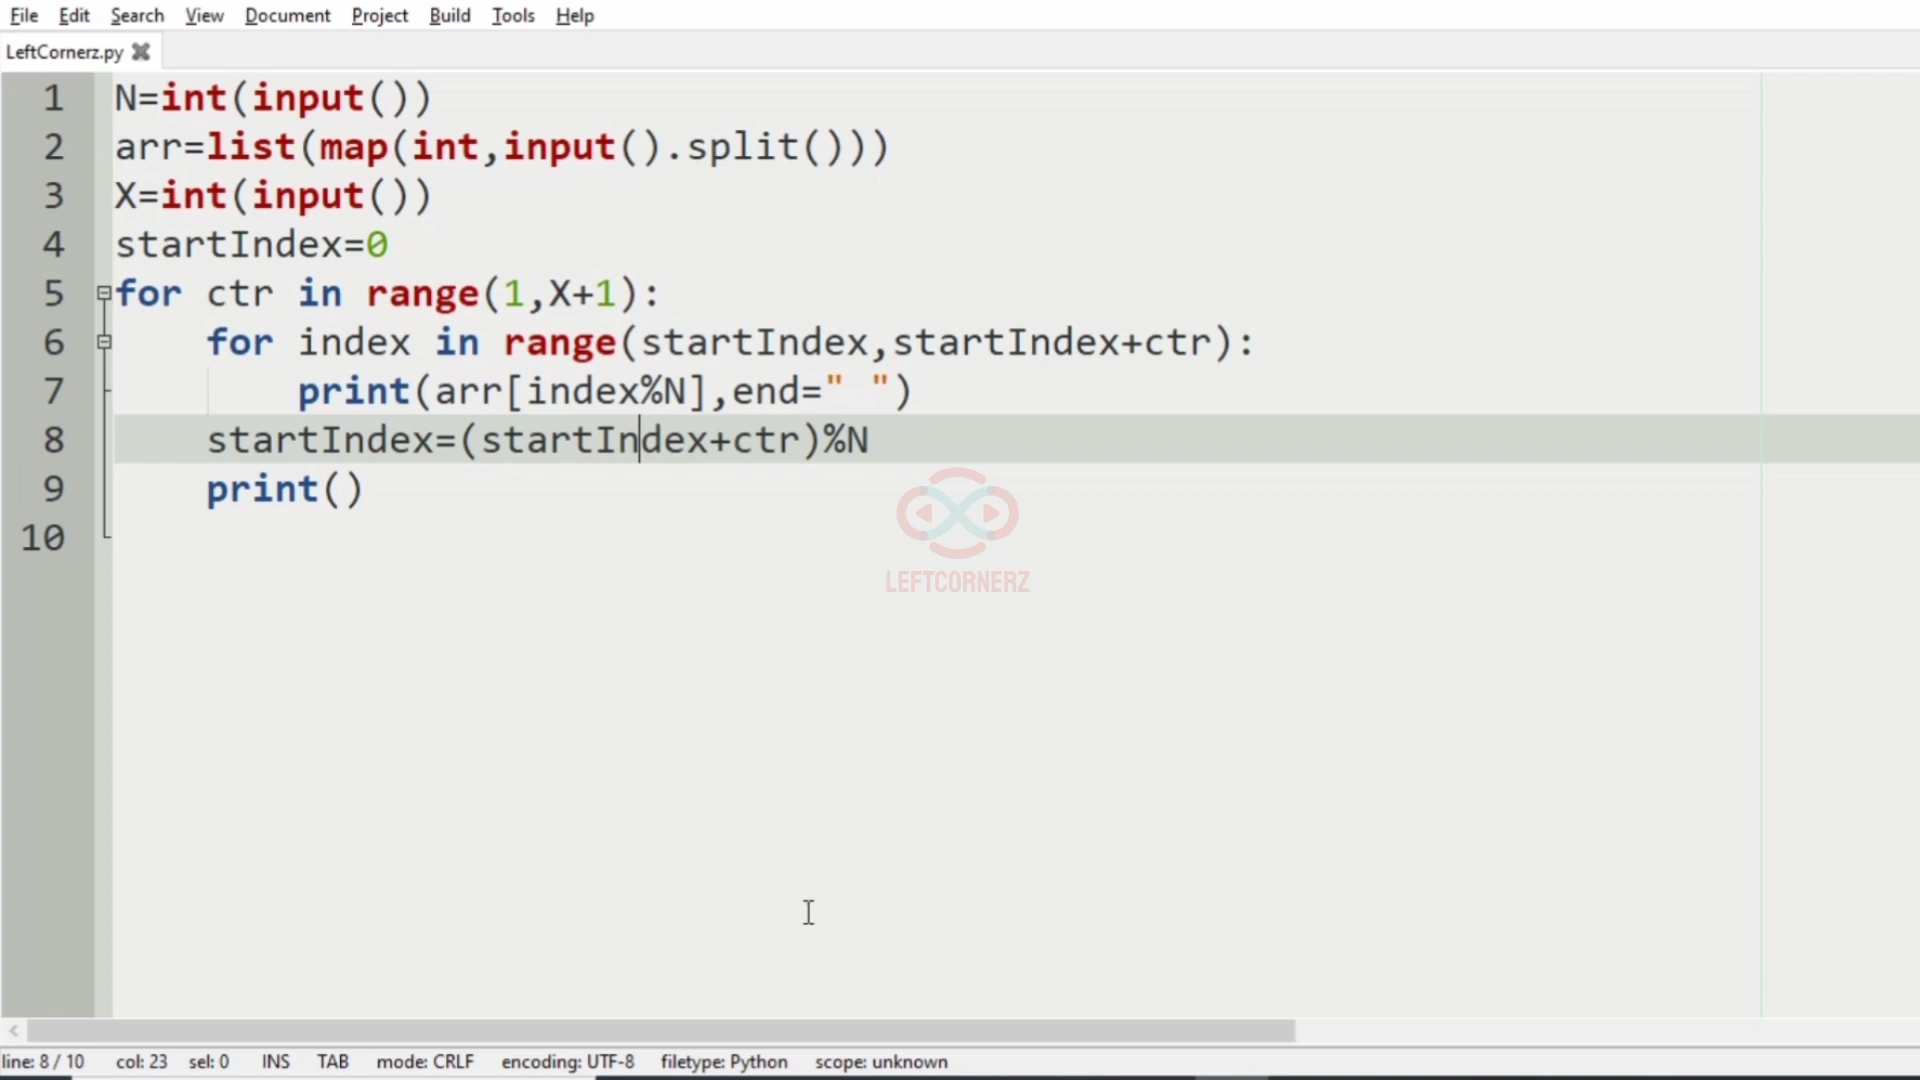 File Edit Search View Document Project Build Tools Help
LeftCornerz.py
1 N=int(input())
2 arr=list(map(int,input().split()))
3 X=int(input())
4 startIndex=0
5 for ctr in range(1,X+1):
6     for index in range(startIndex,startIndex+ctr):
7         print(arr[index%N],end=" ")
8     startIndex=(startIndex+ctr)%N
9     print()
10
LEFTCORNERZ
line: 8 / 10 col: 23 sel: 0 INS TAB mode: CRLF encoding: UTF-8 filetype: Python scope: unknown